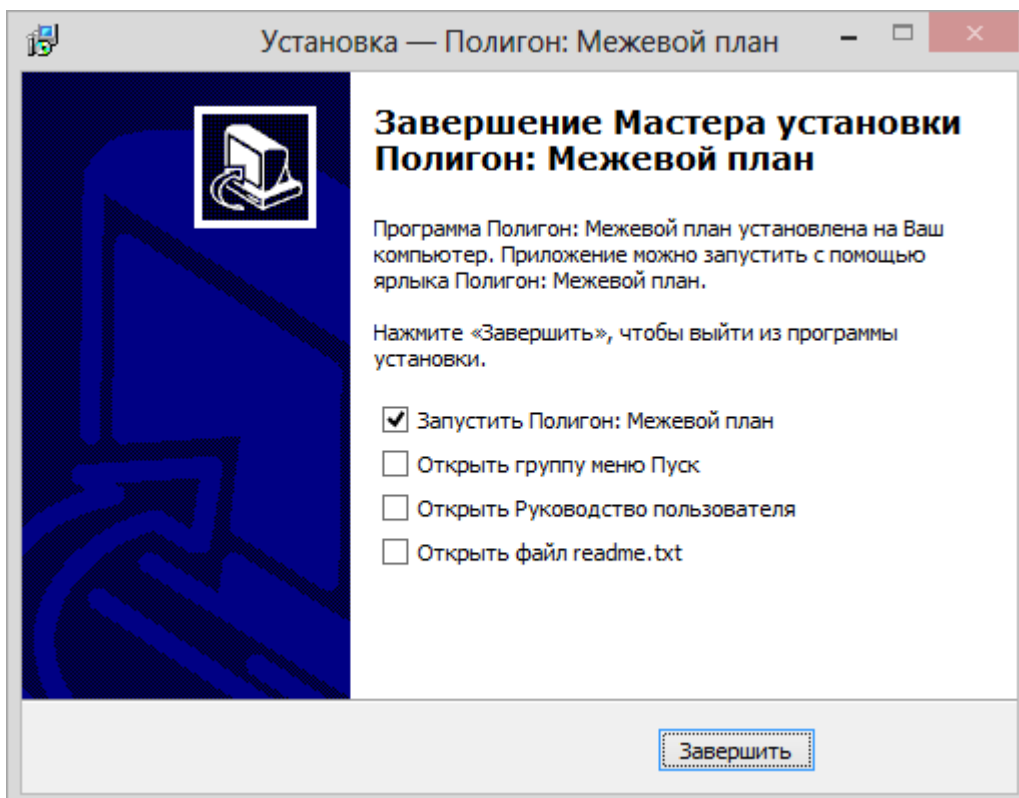 Установка — Полигон: Межевой план
Завершение Мастера установки
Полигон: Межевой план
Программа Полигон: Межевой план установлена на Ваш
компьютер. Приложение можно запустить с помощью
ярлыка Полигон: Межевой план.
Нажмите «Завершить», чтобы выйти из программы
установки.
Запустить Полигон: Межевой план
Открыть группу меню Пуск
Открыть Руководство пользователя
Открыть файл readme.txt
Завершить